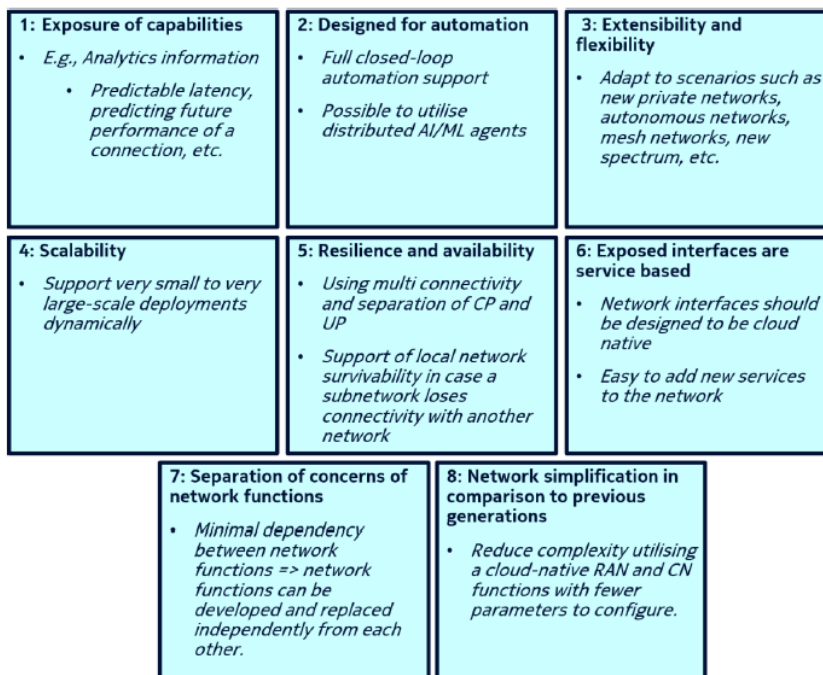 1: Exposure of capabilities
• E.g., Analytics information
• Predictable latency,
predicting future
performance of a
connection, etc.
2: Designed for automation
• Full closed-loop
automation support
• Possible to utilise
distributed AI/ML agents
3: Extensibility and
flexibility
• Adapt to scenarios such as
new private networks,
autonomous networks,
mesh networks, new
spectrum, etc.
4: Scalability
• Support very small to very
large-scale deployments
dynamically
5: Resilience and availability
• Using multi connectivity
and separation of CP and
UP
• Support of local network
survivability in case a
subnetwork loses
connectivity with another
network
6: Exposed interfaces are
service based
• Network interfaces should
be designed to be cloud
native
• Easy to add new services
to the network
7: Separation of concerns of
network functions
• Minimal dependency
between network
functions => network
functions can be
developed and replaced
independently from each
other.
8: Network simplification in
comparison to previous
generations
• Reduce complexity utilising
a cloud-native RAN and CN
functions with fewer
parameters to configure.